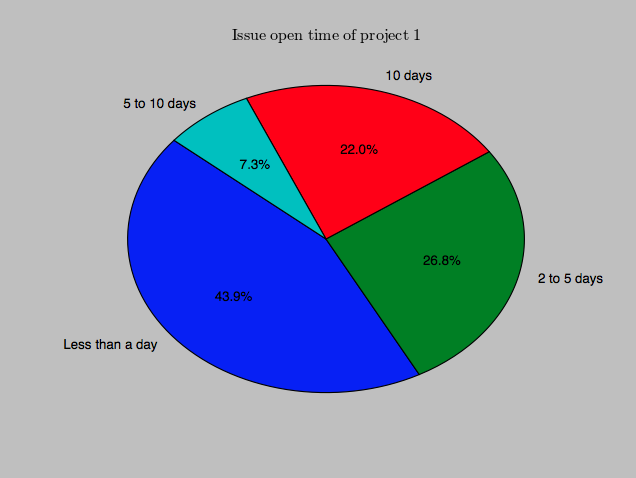 Issue open time of project 1
10 days
5 to 10 days
22.0%
7.3%
26.8%
2 to 5 days
43.9%
Less than a day